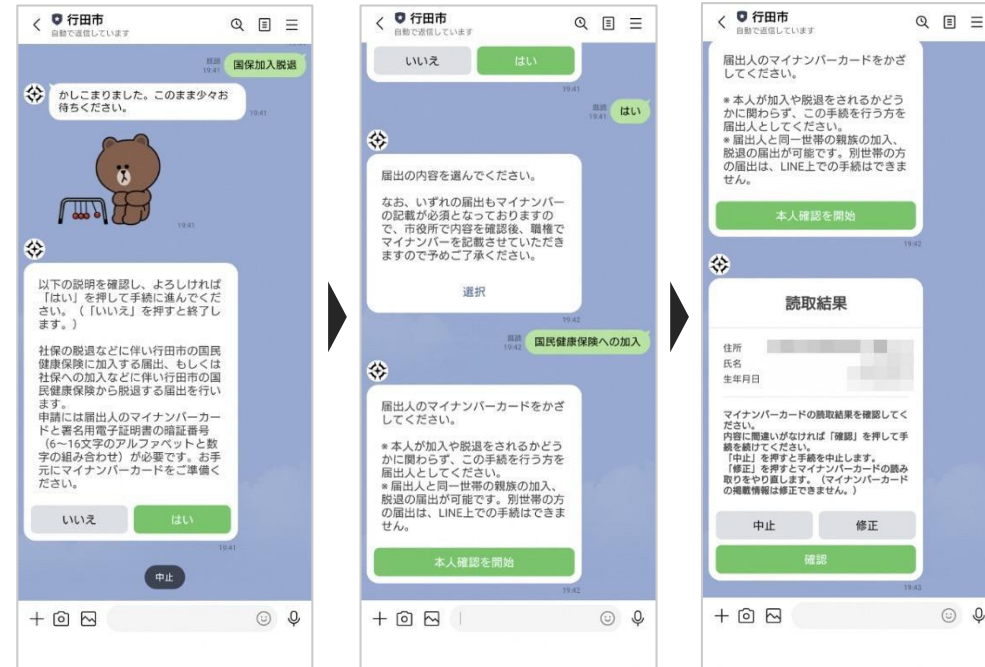 行田市
自動で返信しています
既読
19:41
国保加入脱退
かしこまりました。このまま少々お
待ちください。
19:41
19:41
以下の説明を確認し、よろしければ
「はい」を押して手続に進んでくだ
さい。（「いいえ」を押すと終了し
ます。）
社保の脱退などに伴い行田市の国民
健康保険に加入する届出、もしくは
社保への加入などに伴い行田市の国
民健康保険から脱退する届出を行い
ます。
申請には届出人のマイナンバーカー
ドと署名用電子証明書の暗証番号
（6〜16文字のアルファベットと数
字の組み合わせ）が必要です。お手
元にマイナンバーカードをご準備く
ださい。
いいえ
はい
19:41
中止
行田市
自動で返信しています
いいえ
はい
19:41
既読
19:41
はい
届出の内容を選んでください。
なお、いずれの届出もマイナンバー
の記載が必須となっておりますの
で、市役所で内容を確認後、職権で
マイナンバーを記載させていただき
ますので予めご了承ください。
選択
19:42
既読
19:42
国民健康保険への加入
届出人のマイナンバーカードをかざ
してください。
※本人が加入や脱退をされるかどう
かに関わらず、この手続を行う方を
届出人としてください。
※届出人と同一世帯の親族の加入、
脱退の届出が可能です。別世帯の方
の届出は、LINE上での手続はできま
せん。
本人確認を開始
19:42
行田市
自動で返信しています
届出人のマイナンバーカードをかざ
してください。
※本人が加入や脱退をされるかどう
かに関わらず、この手続を行う方を
届出人としてください。
※届出人と同一世帯の親族の加入、
脱退の届出が可能です。別世帯の方
の届出は、LINE上での手続はできま
せん。
本人確認を開始
19:42
読取結果
住所
氏名
生年月日
マイナンバーカードの読取結果を確認してく
ださい。
内容に間違いがなければ「確認」を押して手
続を続けてください。
「中止」を押すと手続を中止します。
「修正」を押すとマイナンバーカードの読み
取りをやり直します。（マイナンバーカード
の掲載情報は修正できません。）
中止
修正
確認
19:43